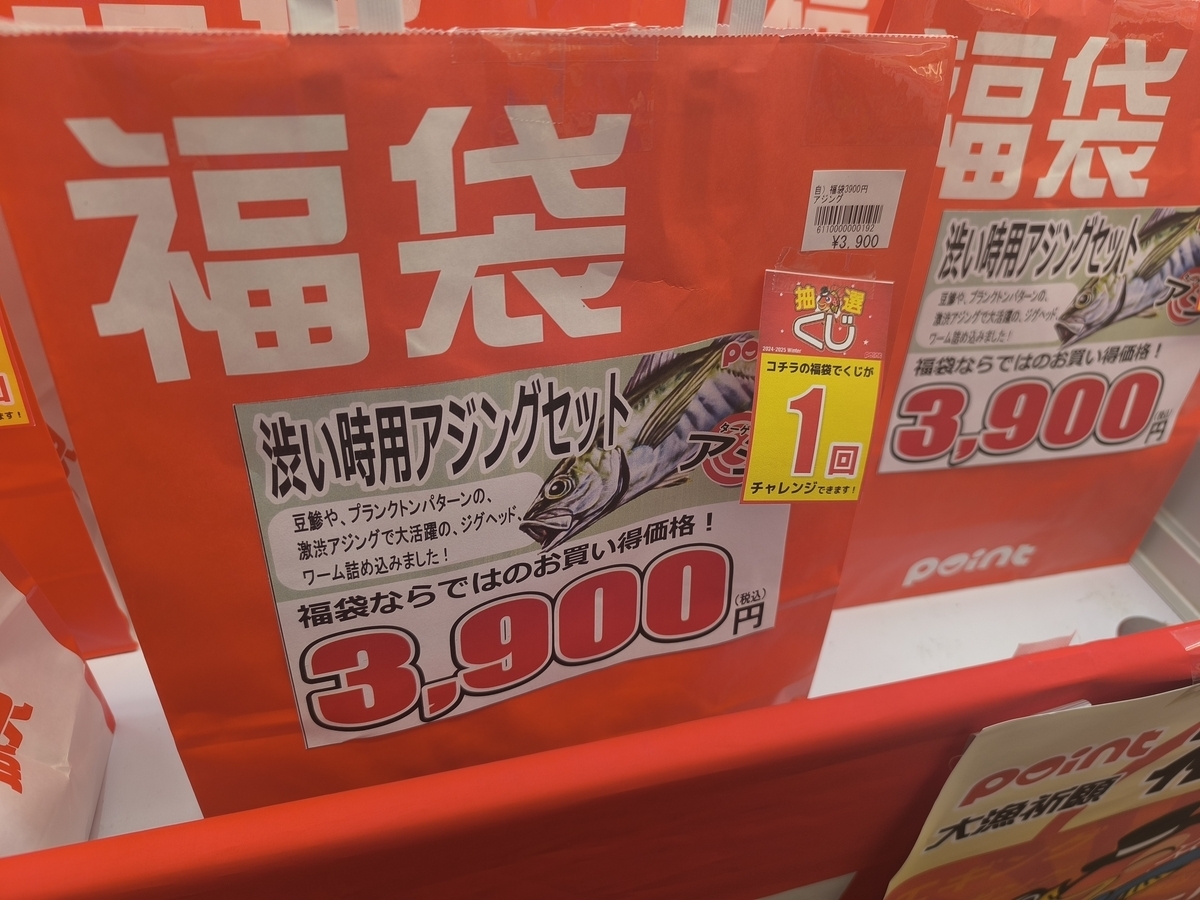 福袋
自）福袋3900円
アジング
6110000000192
¥3,900
抽選
くじ
2024-2025 Winter
コチラの福袋でくじが
1回
チャレンジできます！
渋い時用アジングセット
豆鯵や、プランクトンパターンの、
激渋アジングで大活躍の、ジグヘッド、
ワーム詰め込みました！
福袋ならではのお買い得価格！
3,900円
(税込)
福袋
渋い時用アジングセット
豆鯵や、プランクトンパターンの、
激渋アジングで大活躍の、ジグヘッド、
ワーム詰め込みました！
福袋ならではのお買い得価格！
3,900円
(税込)
point
point
大漁祈願